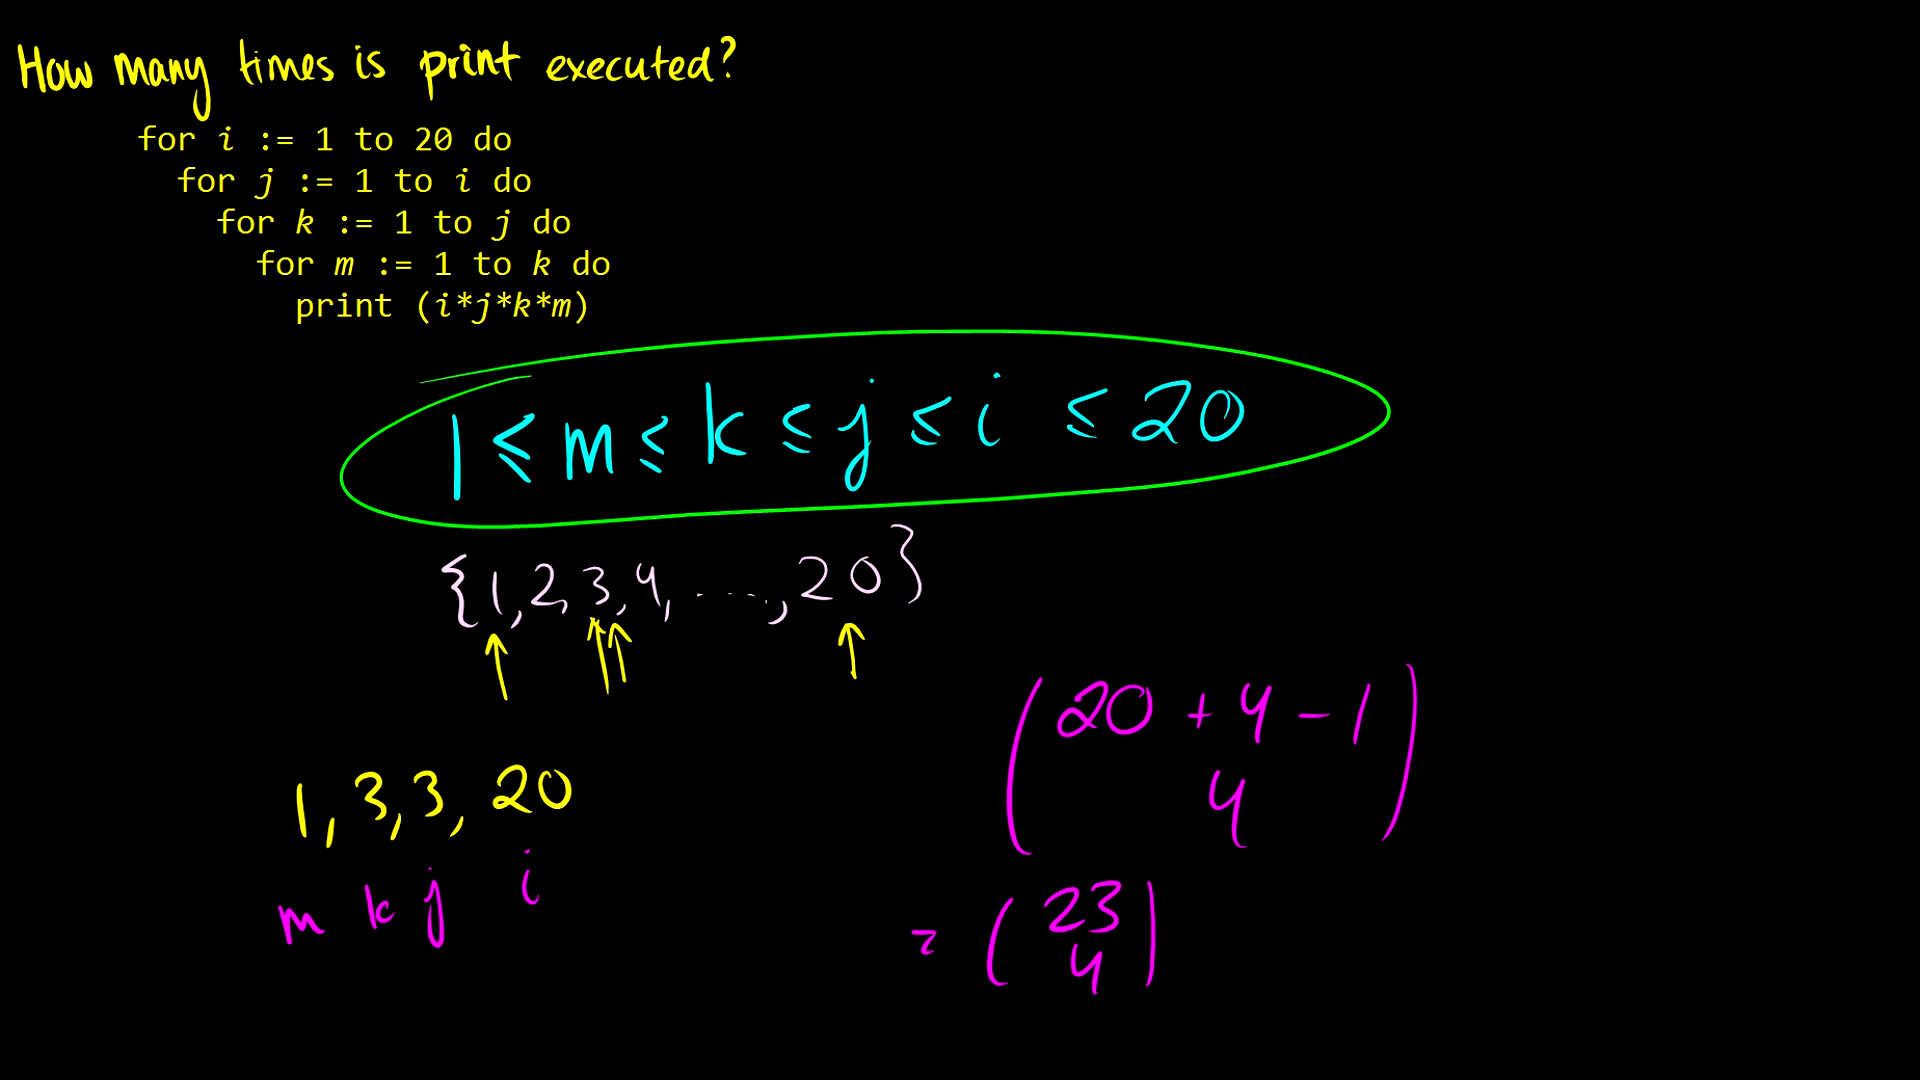 How many times is print executed?
for i := 1 to 20 do
for j := 1 to i do
for k := 1 to j do
for m := 1 to k do
print (i*j*k*m)
1 ≤ m ≤ k ≤ j ≤ i ≤ 20
{1, 2, 3, 4, ....., 20}
1, 3, 3, 20
m k j i
(20 + 4 - 1
4)
= (23
4)